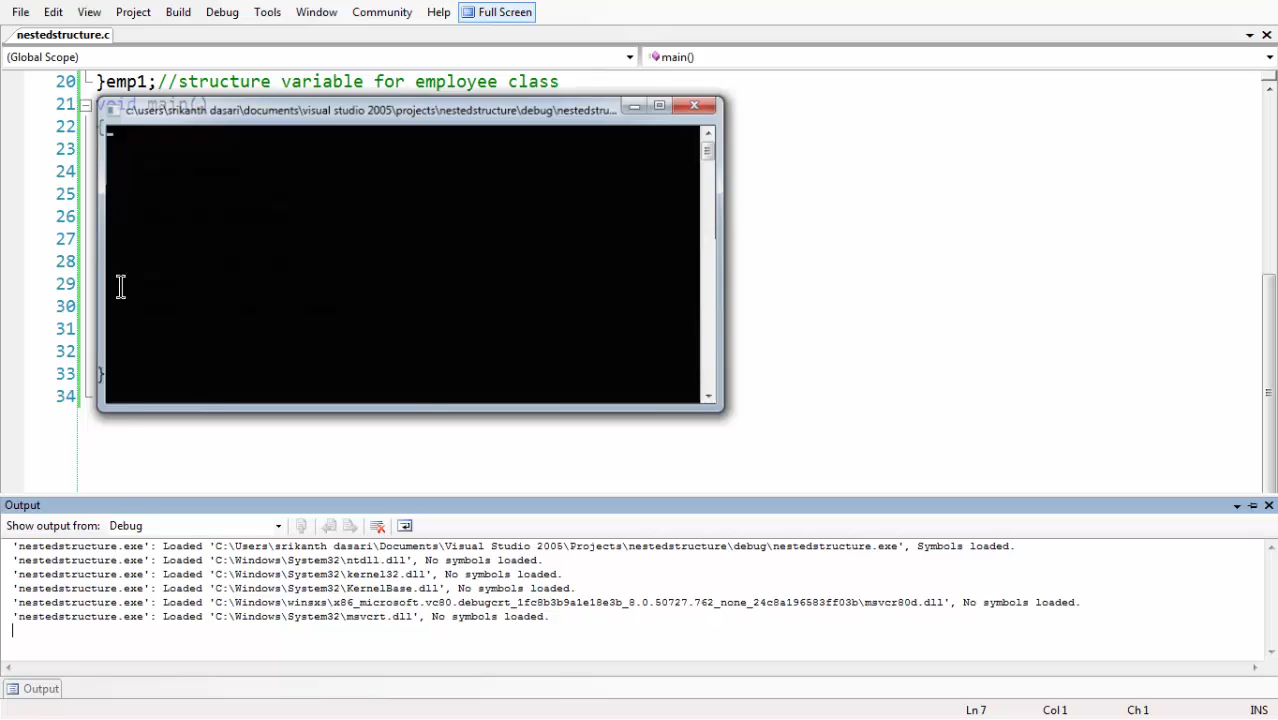 File Edit View Project Build Debug Tools Window Community Help Full Screen
nestedstructure.c
(Global Scope) main()
20 }emp1;//structure variable for employee class
21 void main()
c:\users\srikanth dasari\documents\visual studio 2005\projects\nestedstructure\debug\nestedstru...
22 {
23
24
25
26
27
28
29
30
31
32
33 }
34
Output
Show output from: Debug
'nestedstructure.exe': Loaded 'C:\Users\srikanth dasari\Documents\Visual Studio 2005\Projects\nestedstructure\debug\nestedstructure.exe', Symbols loaded.
'nestedstructure.exe': Loaded 'C:\Windows\System32\ntdll.dll', No symbols loaded.
'nestedstructure.exe': Loaded 'C:\Windows\System32\kernel32.dll', No symbols loaded.
'nestedstructure.exe': Loaded 'C:\Windows\System32\KernelBase.dll', No symbols loaded.
'nestedstructure.exe': Loaded 'C:\Windows\winsxs\x86_microsoft.vc80.debugcrt_1fc8b3b9a1e18e3b_8.0.50727.762_none_24c8a196583ff03b\msvcr80d.dll', No symbols loaded.
'nestedstructure.exe': Loaded 'C:\Windows\System32\msvcrt.dll', No symbols loaded.
Output
Ln 7 Col 1 Ch 1 INS